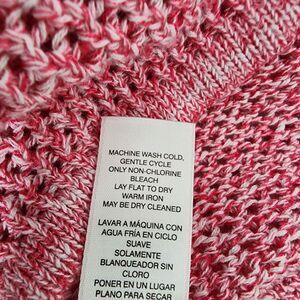 MACHINE WASH COLD,
GENTLE CYCLE
ONLY NON-CHLORINE
BLEACH
LAY FLAT TO DRY
WARM IRON
MAY BE DRY CLEANED
LAVAR A MÁQUINA CON
AGUA FRÍA EN CICLO
SUAVE
SOLAMENTE
BLANQUEADOR SIN
CLORO
PONER EN UN LUGAR
PLANO PARA SECAR